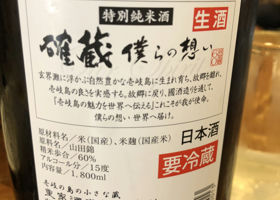 特別純米酒
生酒
確蔵 僕らの想い
玄界灘に浮かぶ自然豊かな壱岐島に生まれ育ち、故郷を離れ、
壱岐島の良さを実感する。故郷に戻り、國酒造りを通して、
『壱岐島の魅力を世界へ伝える』これこそが我が使命。
僕らの想い世界へ届け。
原材料名/米(国産)、米麹(国産米)
原料米/山田錦
精米歩合/60%
アルコール分/15度
内容量/1.800ml
日本酒
要冷蔵
壱岐の島の小さな蔵